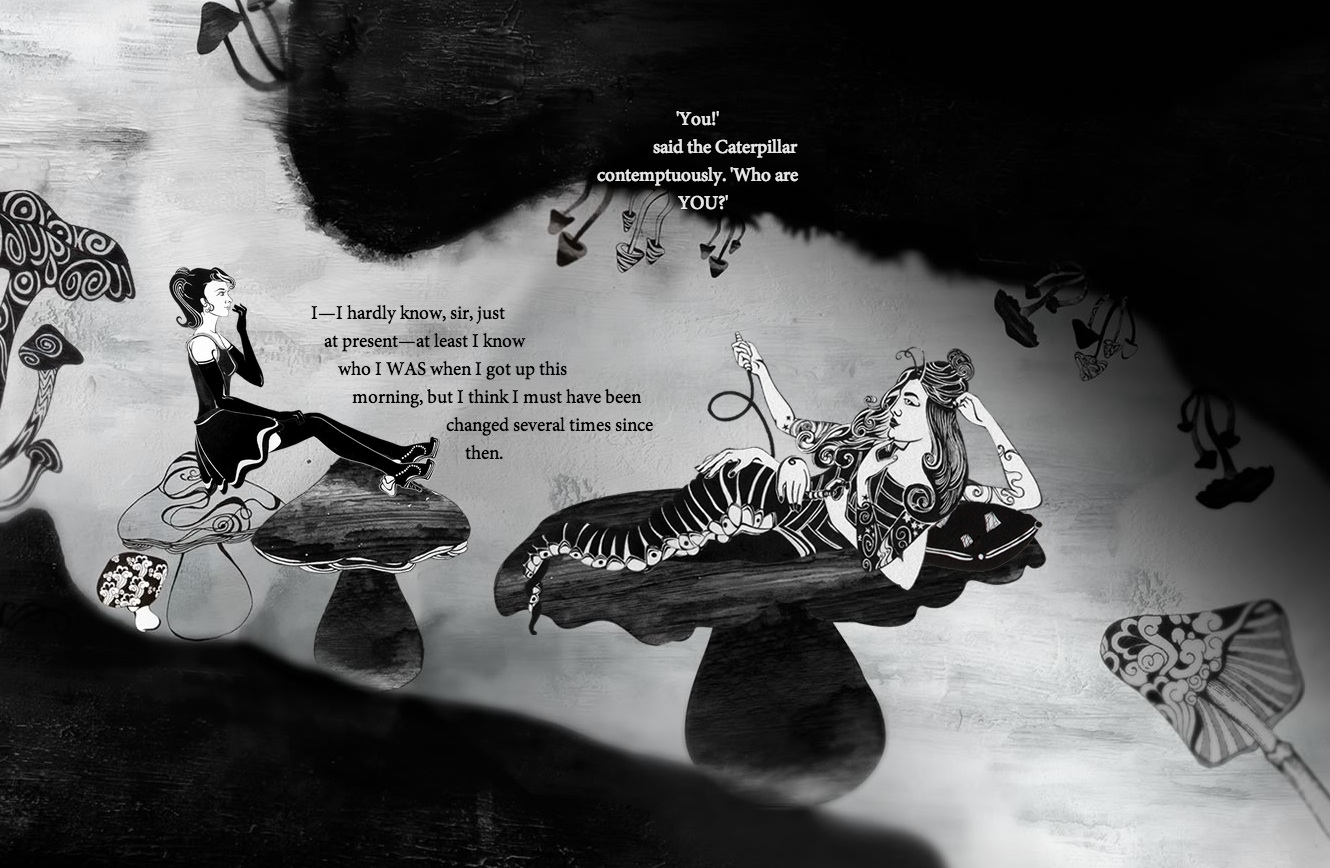 'You!'
said the Caterpillar
contemptuously. 'Who are
YOU?'
I—I hardly know, sir, just
at present—at least I know
who I WAS when I got up this
morning, but I think I must have been
changed several times since
then.